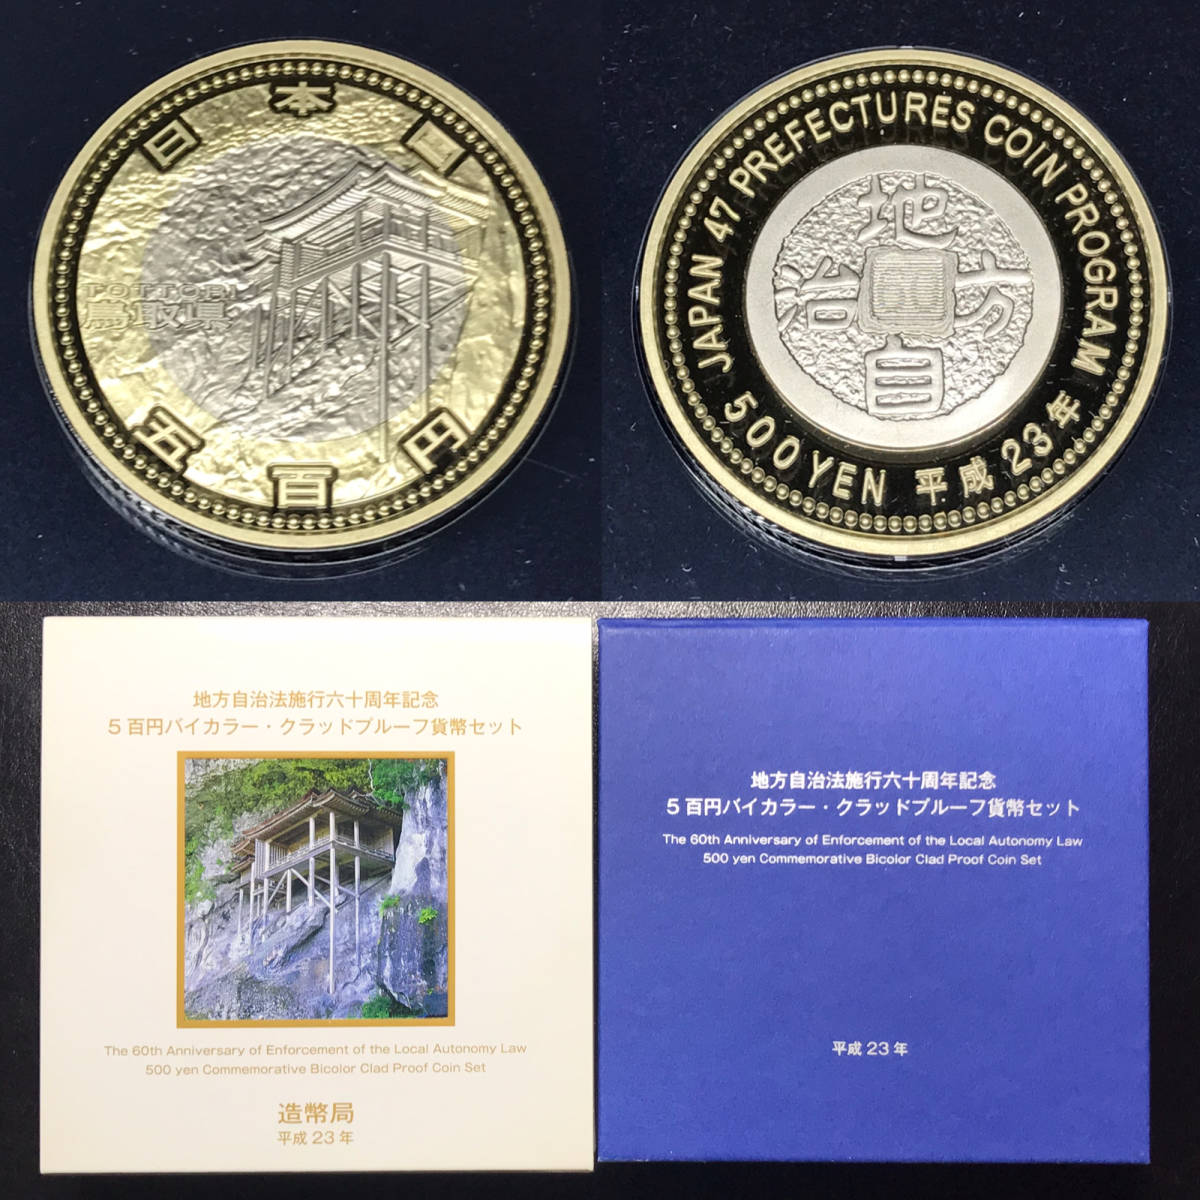 日本国
TOTTORI
鳥取県
五百円
JAPAN 47 PREFECTURES COIN PROGRAM
地方自治
500 YEN 平成23年
地方自治法施行六十周年記念
5百円バイカラー・クラッドプルーフ貨幣セット
The 60th Anniversary of Enforcement of the Local Autonomy Law
500 yen Commemorative Bicolor Clad Proof Coin Set
造幣局
平成23年
地方自治法施行六十周年記念
5百円バイカラー・クラッドプルーフ貨幣セット
The 60th Anniversary of Enforcement of the Local Autonomy Law
500 yen Commemorative Bicolor Clad Proof Coin Set
平成23年